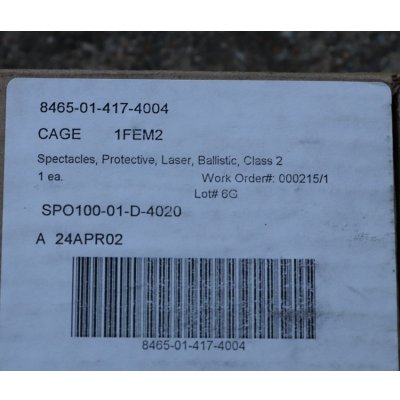 8465-01-417-4004
CAGE 1FEM2
Spectacles, Protective, Laser, Ballistic, Class 2
1 ea. Work Order#: 000215/1
Lot# 6G
SPO100-01-D-4020
A 24APR02
8465-01-417-4004